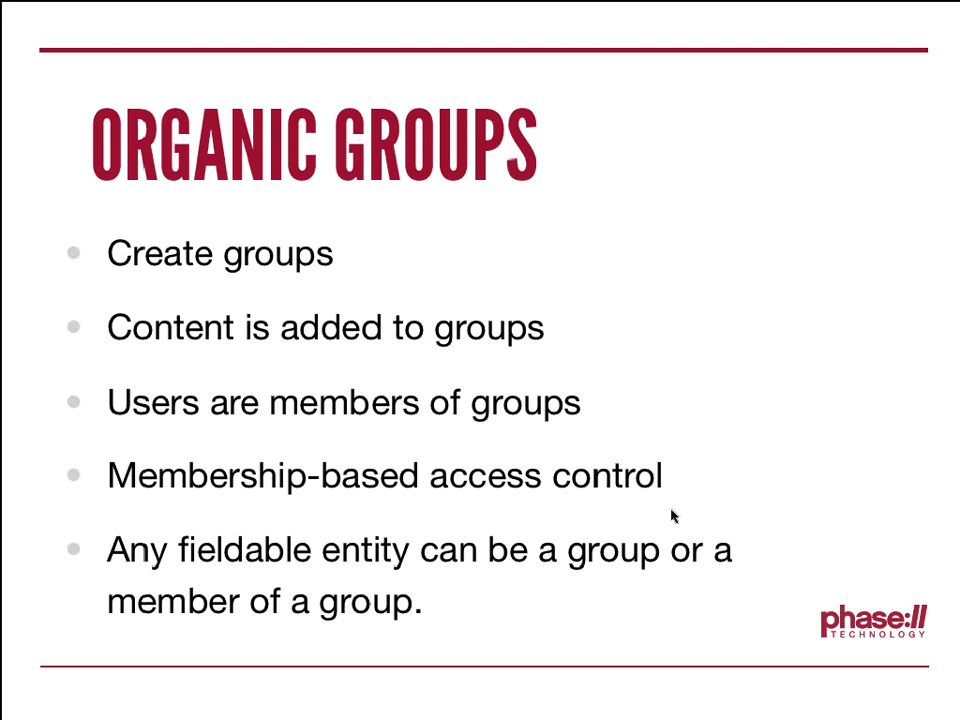 ORGANIC GROUPS
Create groups
Content is added to groups
Users are members of groups
Membership-based access control
Any fieldable entity can be a group or a
member of a group.
phase:ll
TECHNOLOGY